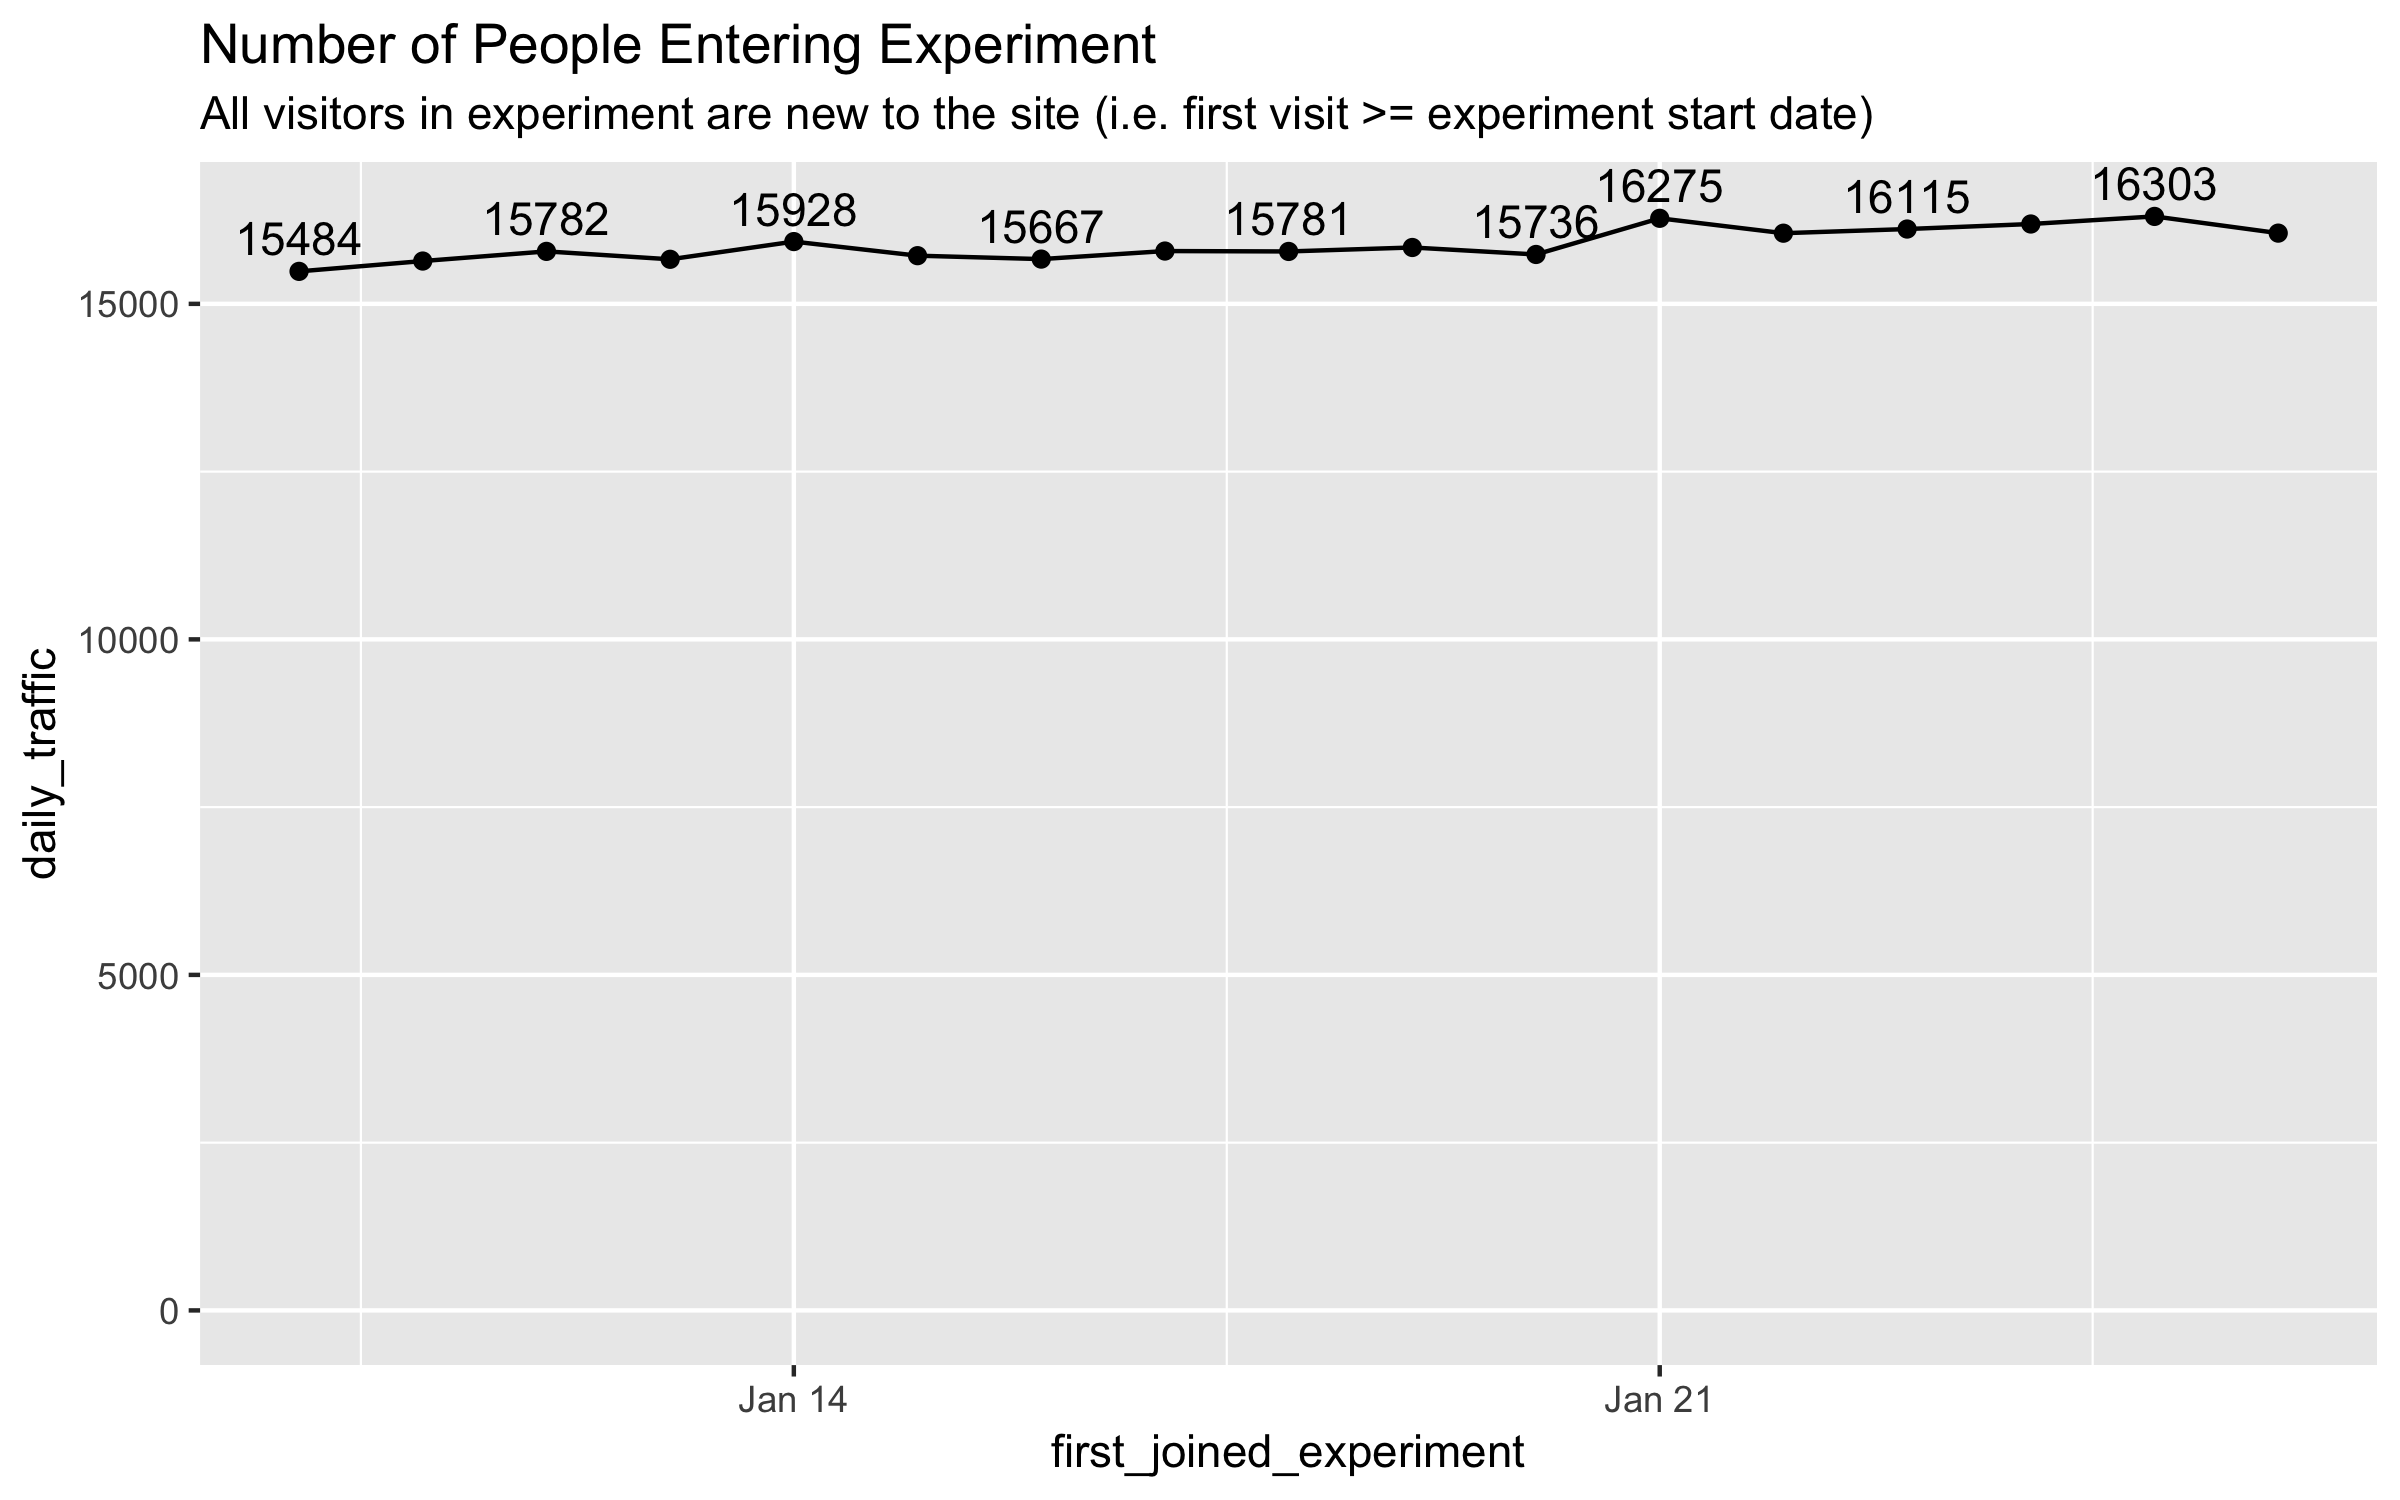 Number of People Entering Experiment
All visitors in experiment are new to the site (i.e. first visit >= experiment start date)
15484
15782
15928
15667
15781
15736
16275
16115
16303
15000
10000
5000
0
daily_traffic
Jan 14
Jan 21
first_joined_experiment